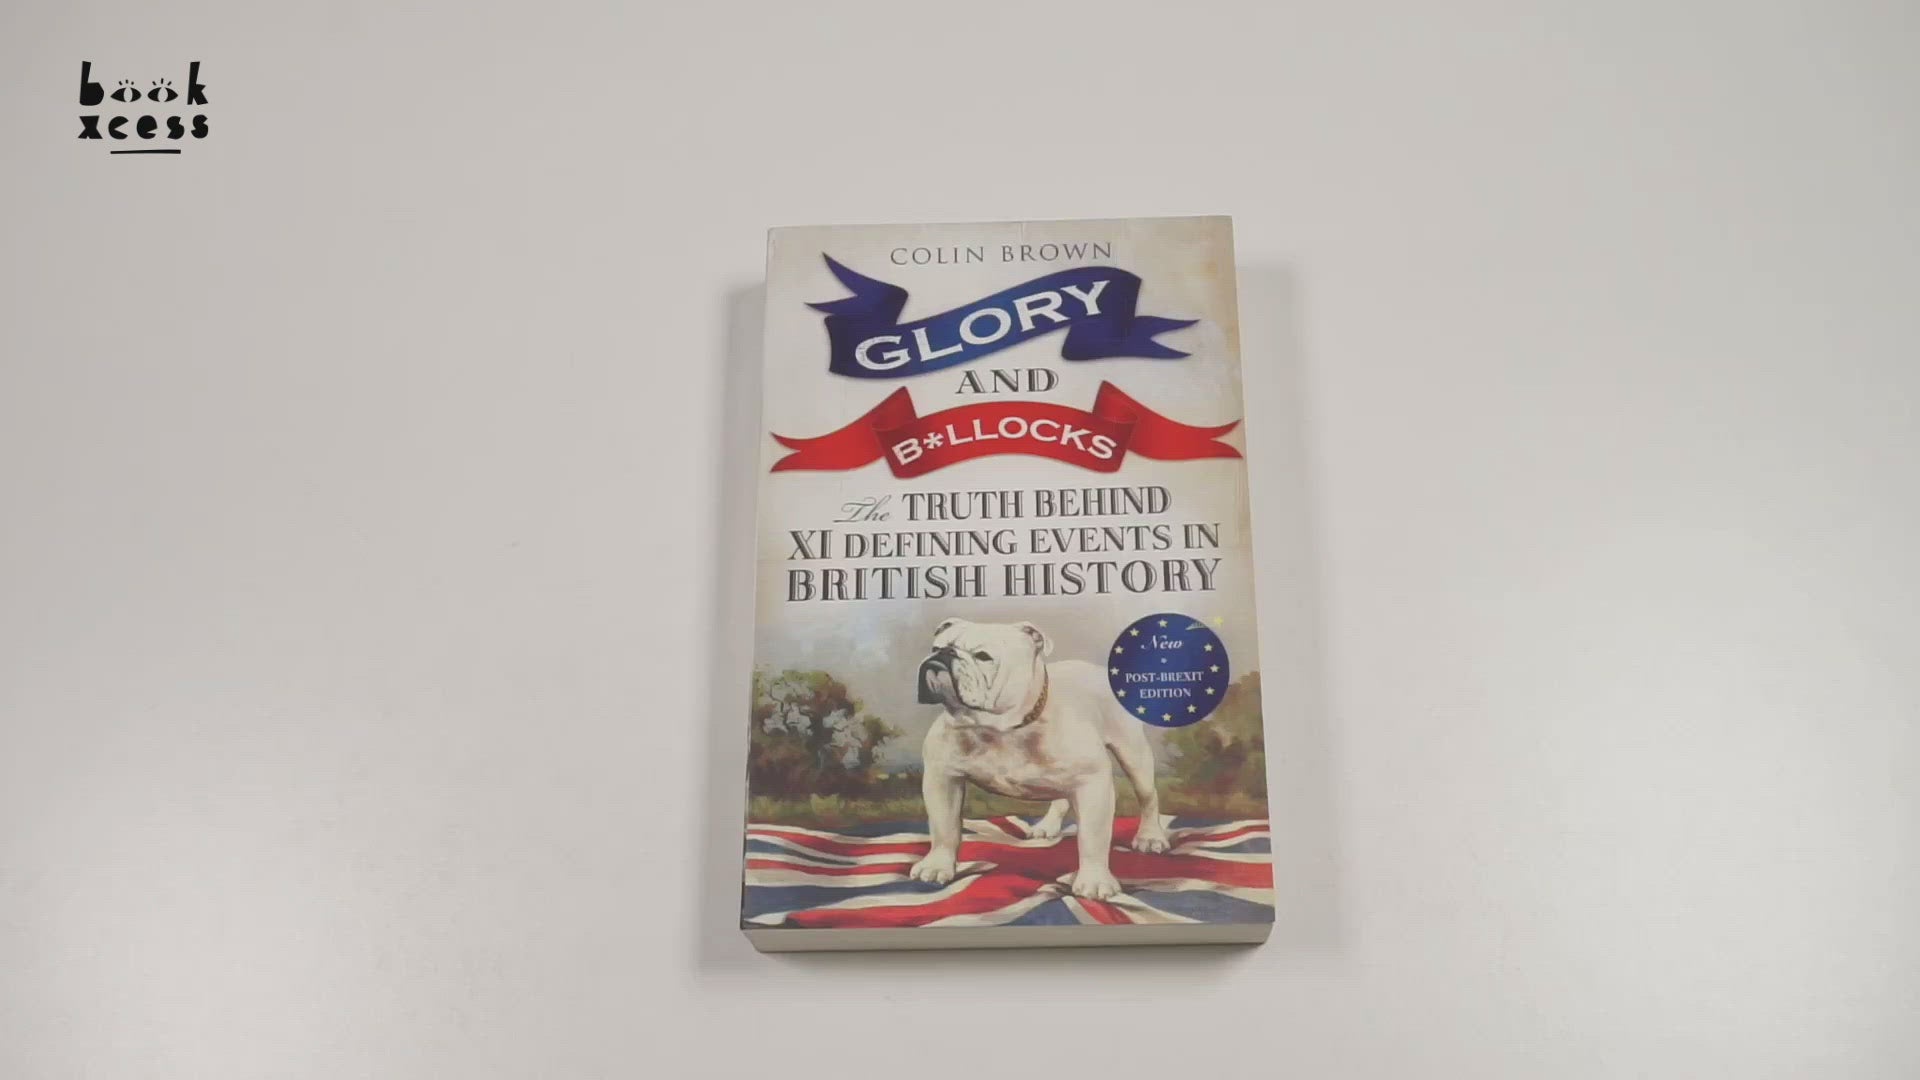 book
xcess
COLIN BROWN
GLORY
AND
B*LLOCKS
The TRUTH BEHIND
XI DEFINING EVENTS IN
BRITISH HISTORY
New
POST-BREXIT
EDITION